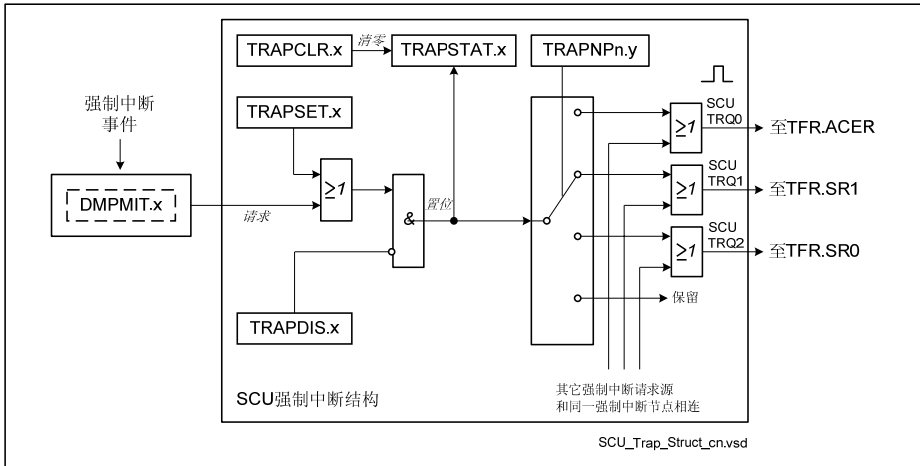 TRAPCLR.x
清零
TRAPSTAT.x
TRAPNPn.y
强制中断
事件
TRAPSET.x
SCU
TRQ0
≥1
至TFR.ACER
DMPMIT.x
请求
≥1
&
置位
SCU
TRQ1
≥1
至TFR.SR1
SCU
TRQ2
≥1
至TFR.SR0
保留
TRAPDIS.x
SCU强制中断结构
其它强制中断请求源
和同一强制中断节点相连
SCU_Trap_Struct_cn.vsd